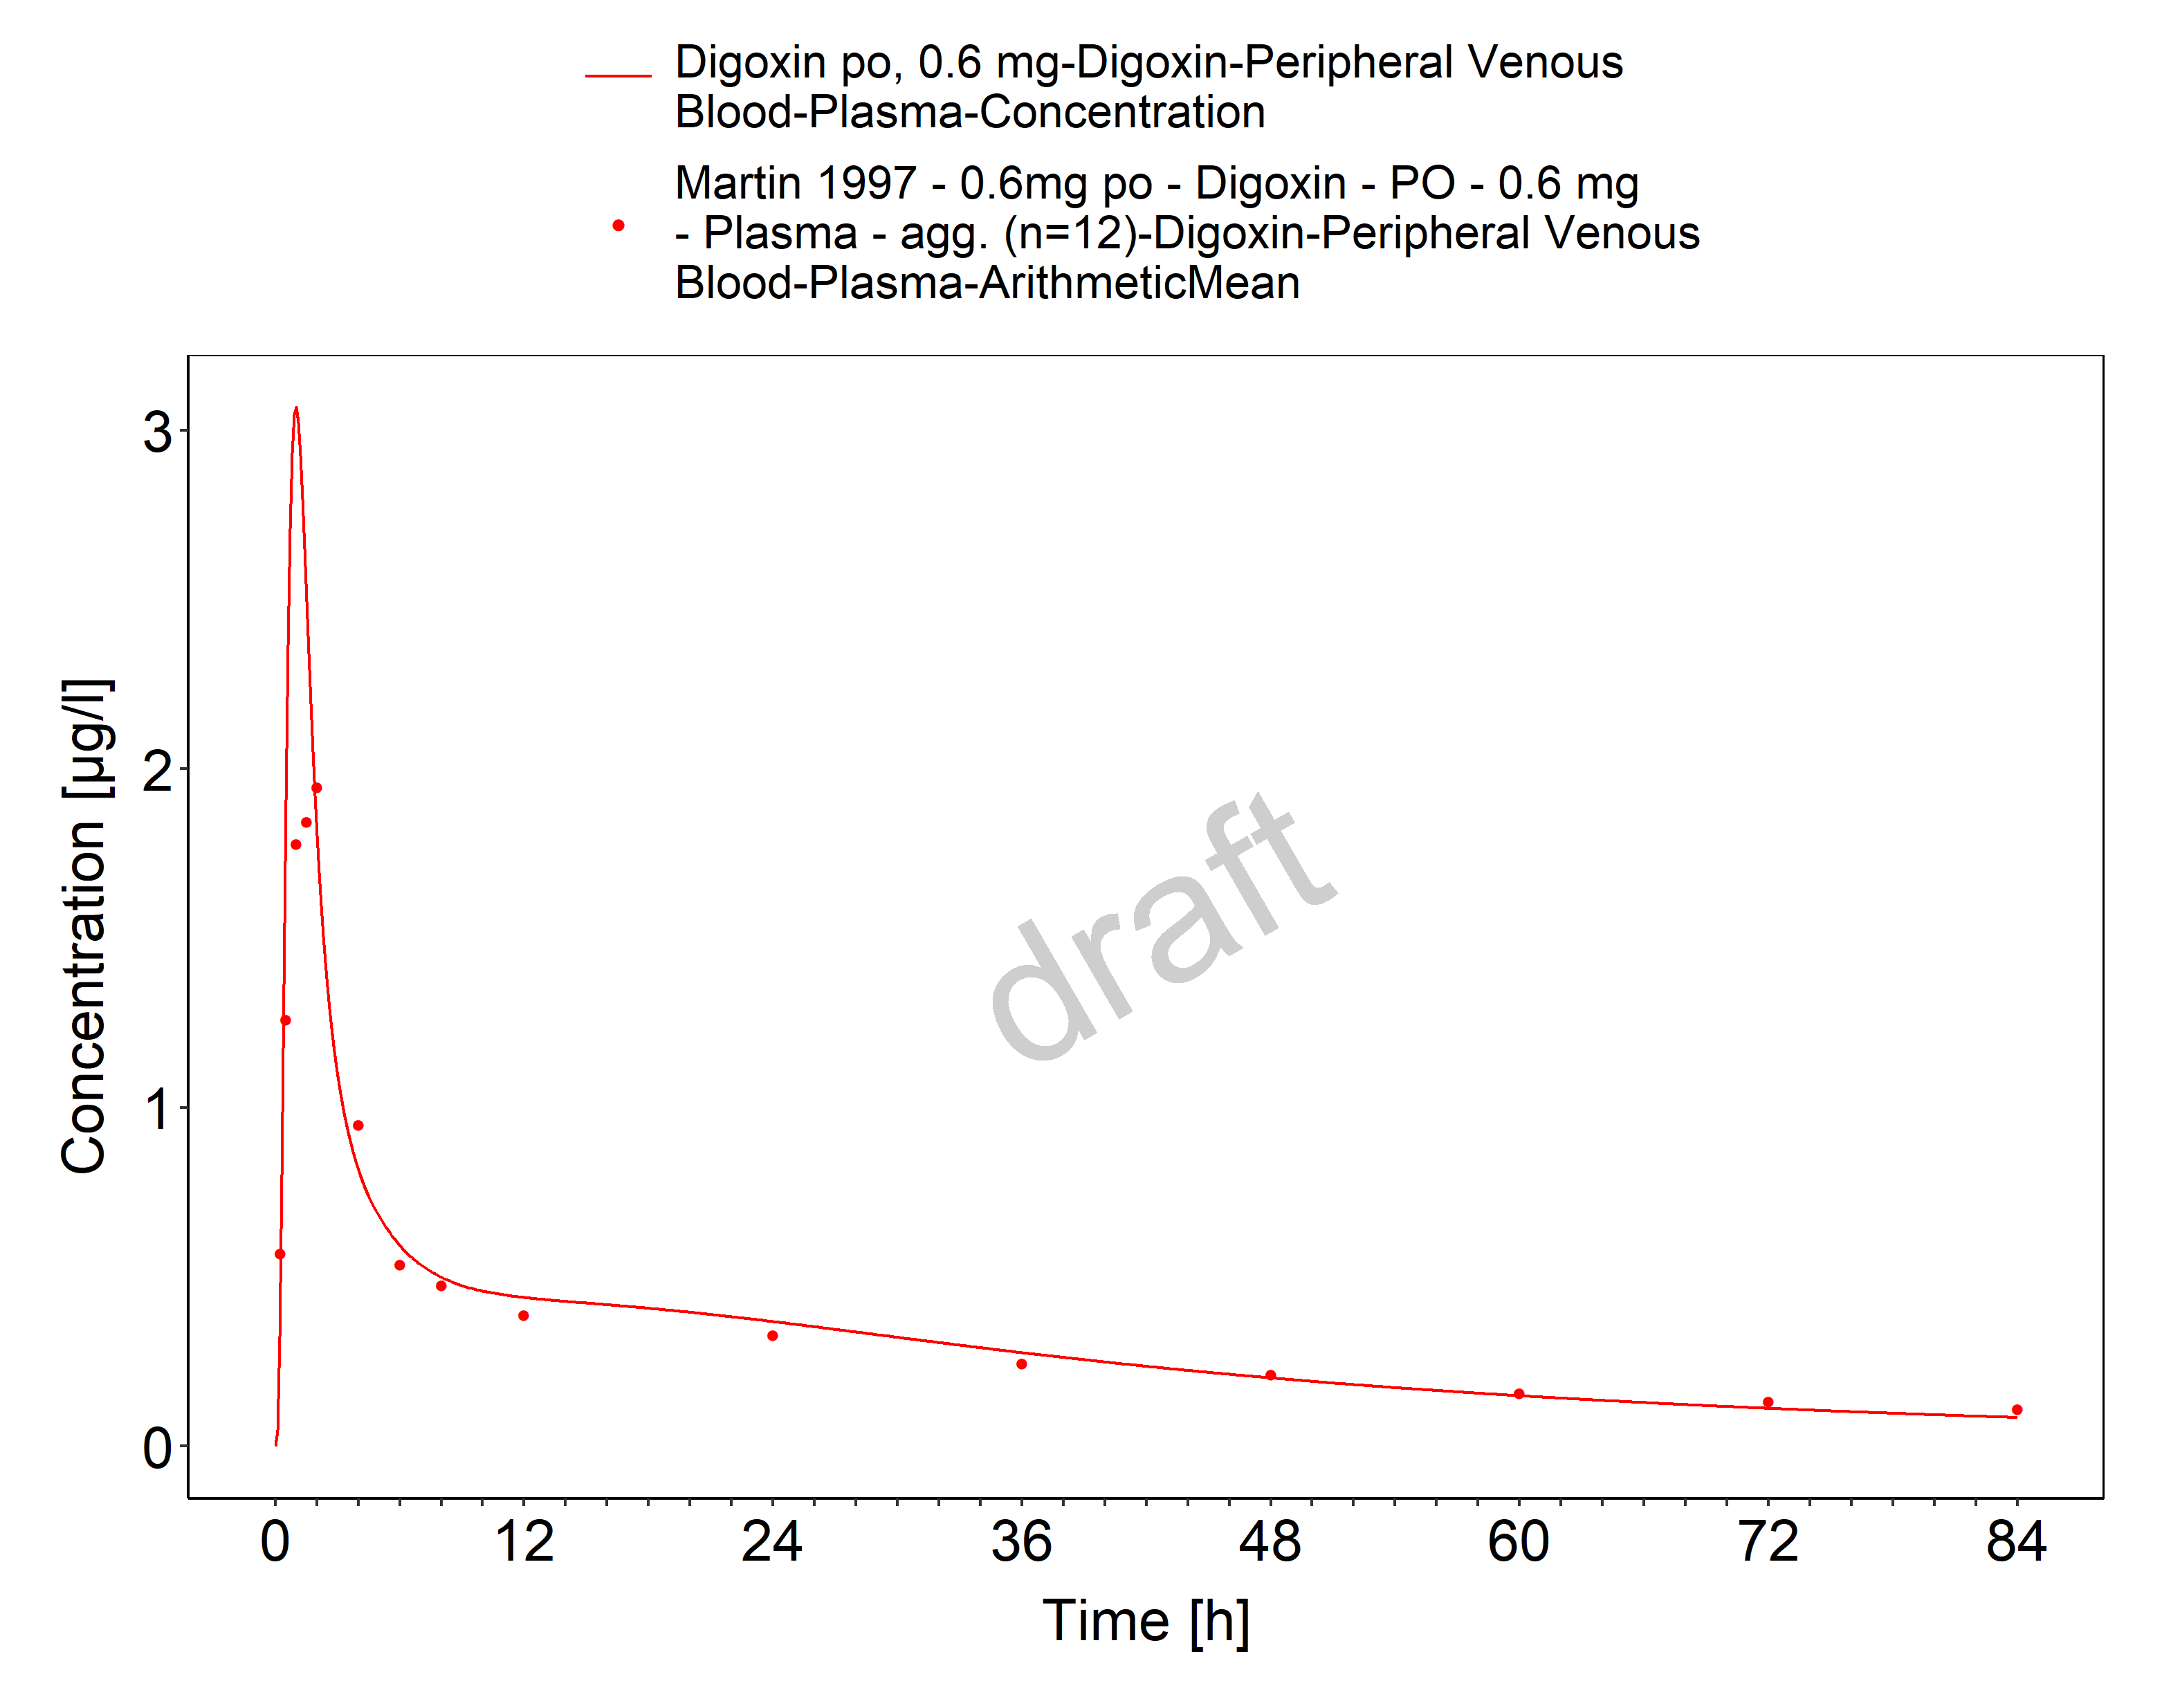 Digoxin po, 0.6 mg-Digoxin-Peripheral Venous
Blood-Plasma-Concentration
Martin 1997 - 0.6mg po - Digoxin - PO - 0.6 mg
- Plasma - agg. (n=12)-Digoxin-Peripheral Venous
Blood-Plasma-ArithmeticMean
3
2
1
0
Concentration [µg/l]
draft
0 12 24 36 48 60 72 84
Time [h]